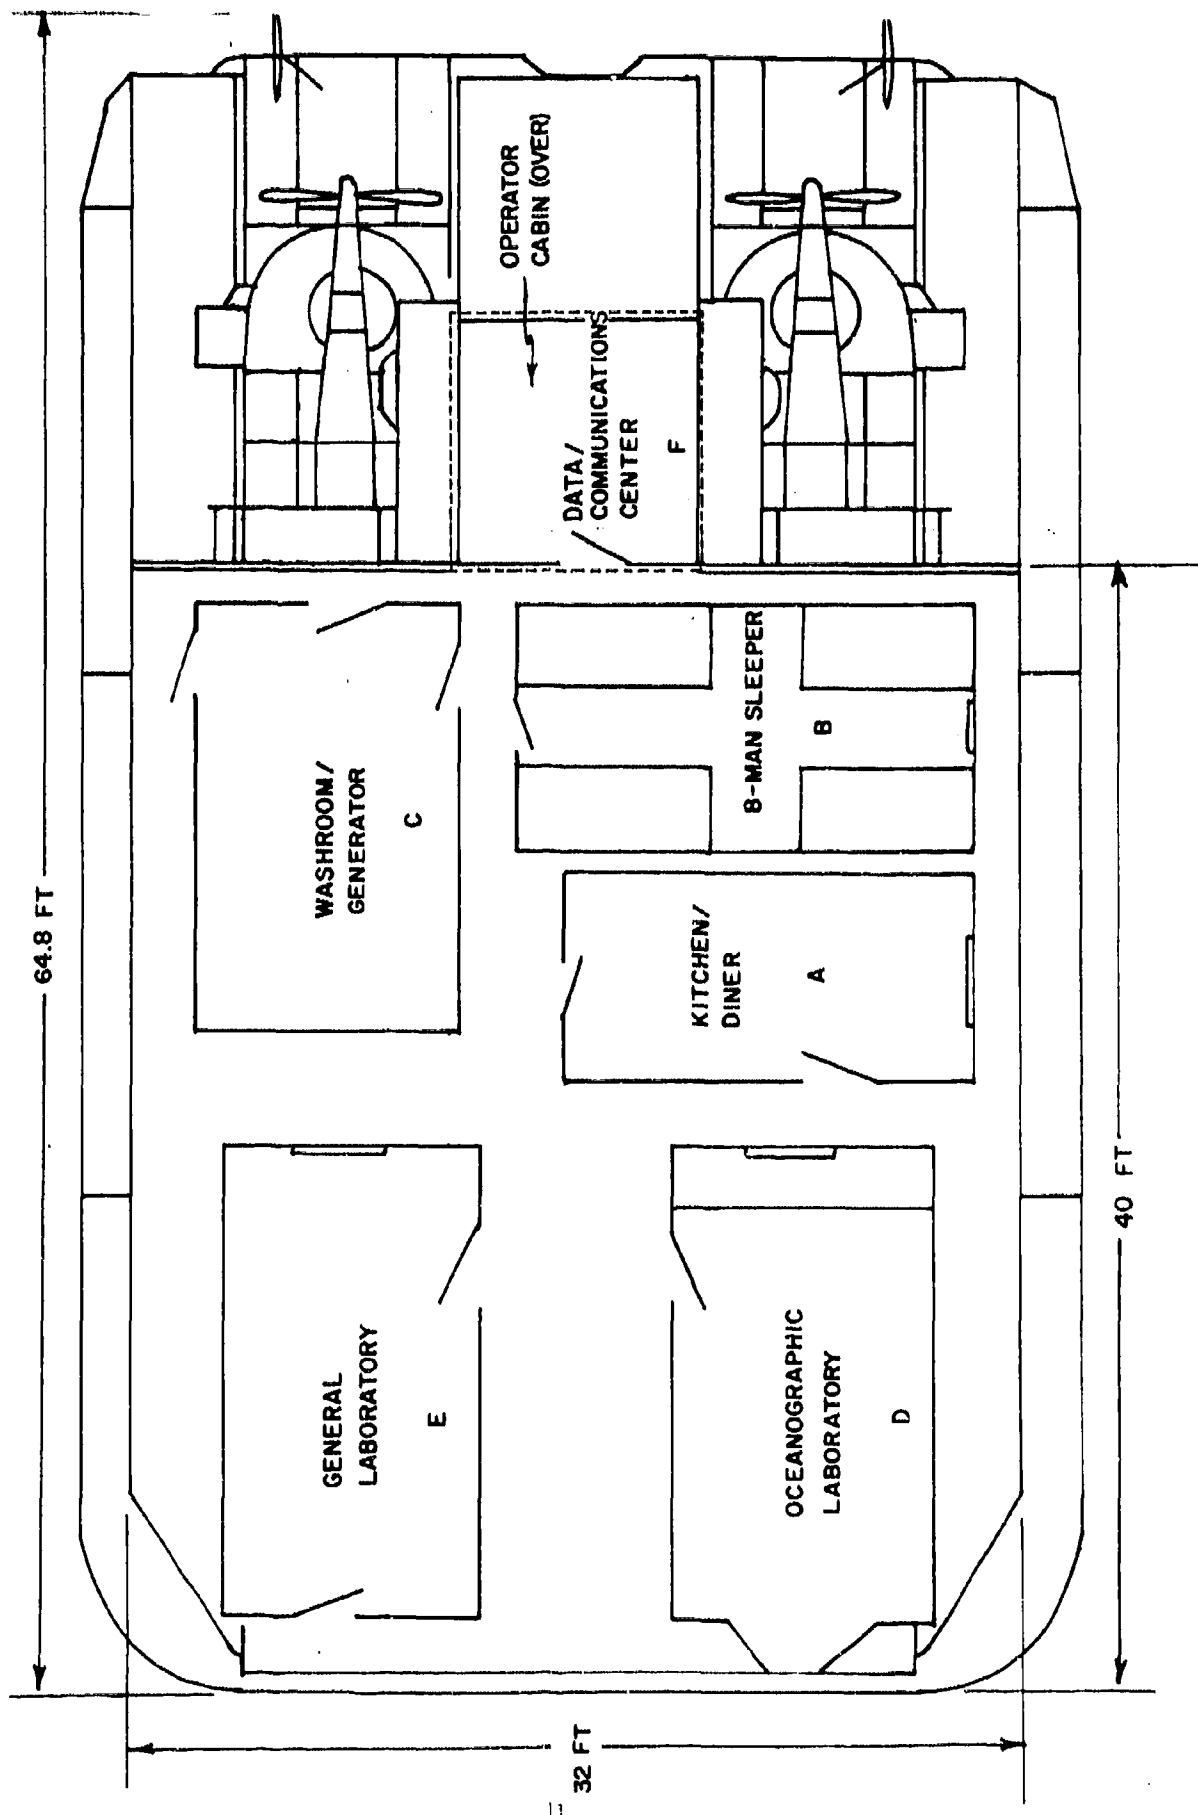 64.8 FT
OPERATOR
CABIN (OVER)
DATA/
COMMUNICATIONS
CENTER
F
WASHROOM/
GENERATOR
C
8-MAN SLEEPER
B
KITCHEN/
DINER
A
GENERAL
LABORATORY
E
OCEANOGRAPHIC
LABORATORY
D
40 FT
32 FT